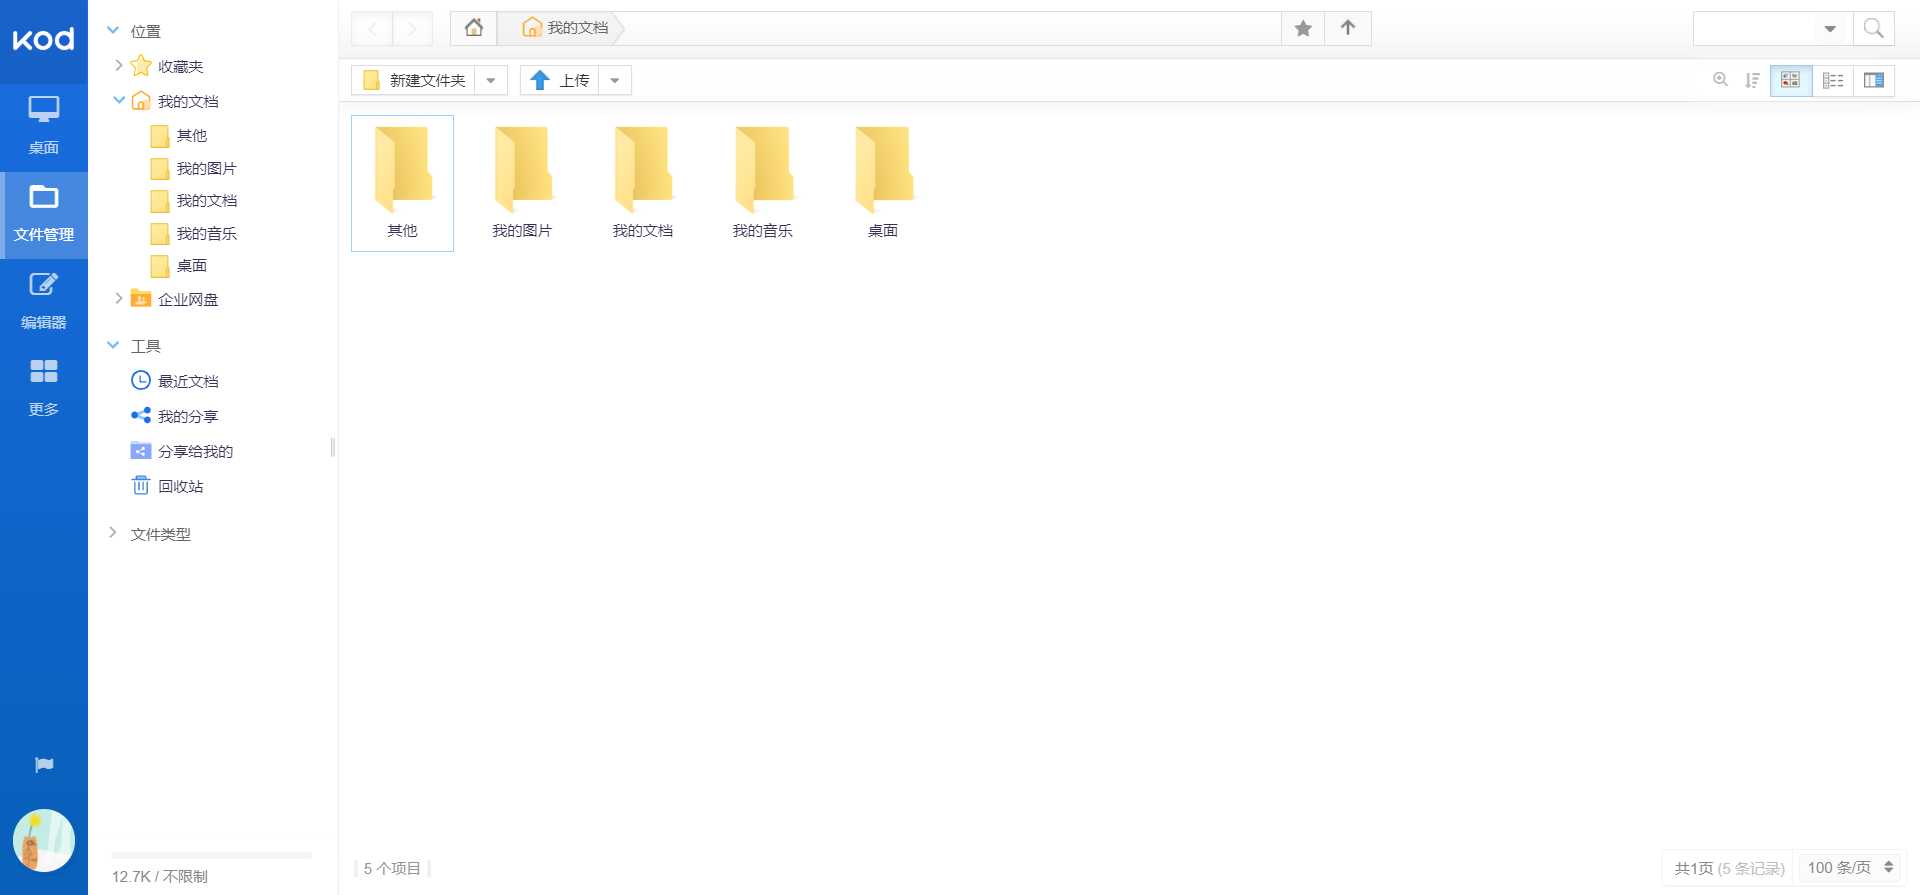 kod
桌面
文件管理
编辑器
更多
位置
收藏夹
我的文档
其他
我的图片
我的文档
我的音乐
桌面
企业网盘
工具
最近文档
我的分享
分享给我的
回收站
文件类型
12.7K / 不限制
我的文档
新建文件夹
上传
其他
我的图片
我的文档
我的音乐
桌面
5 个项目
共1页 (5 条记录)
100 条/页